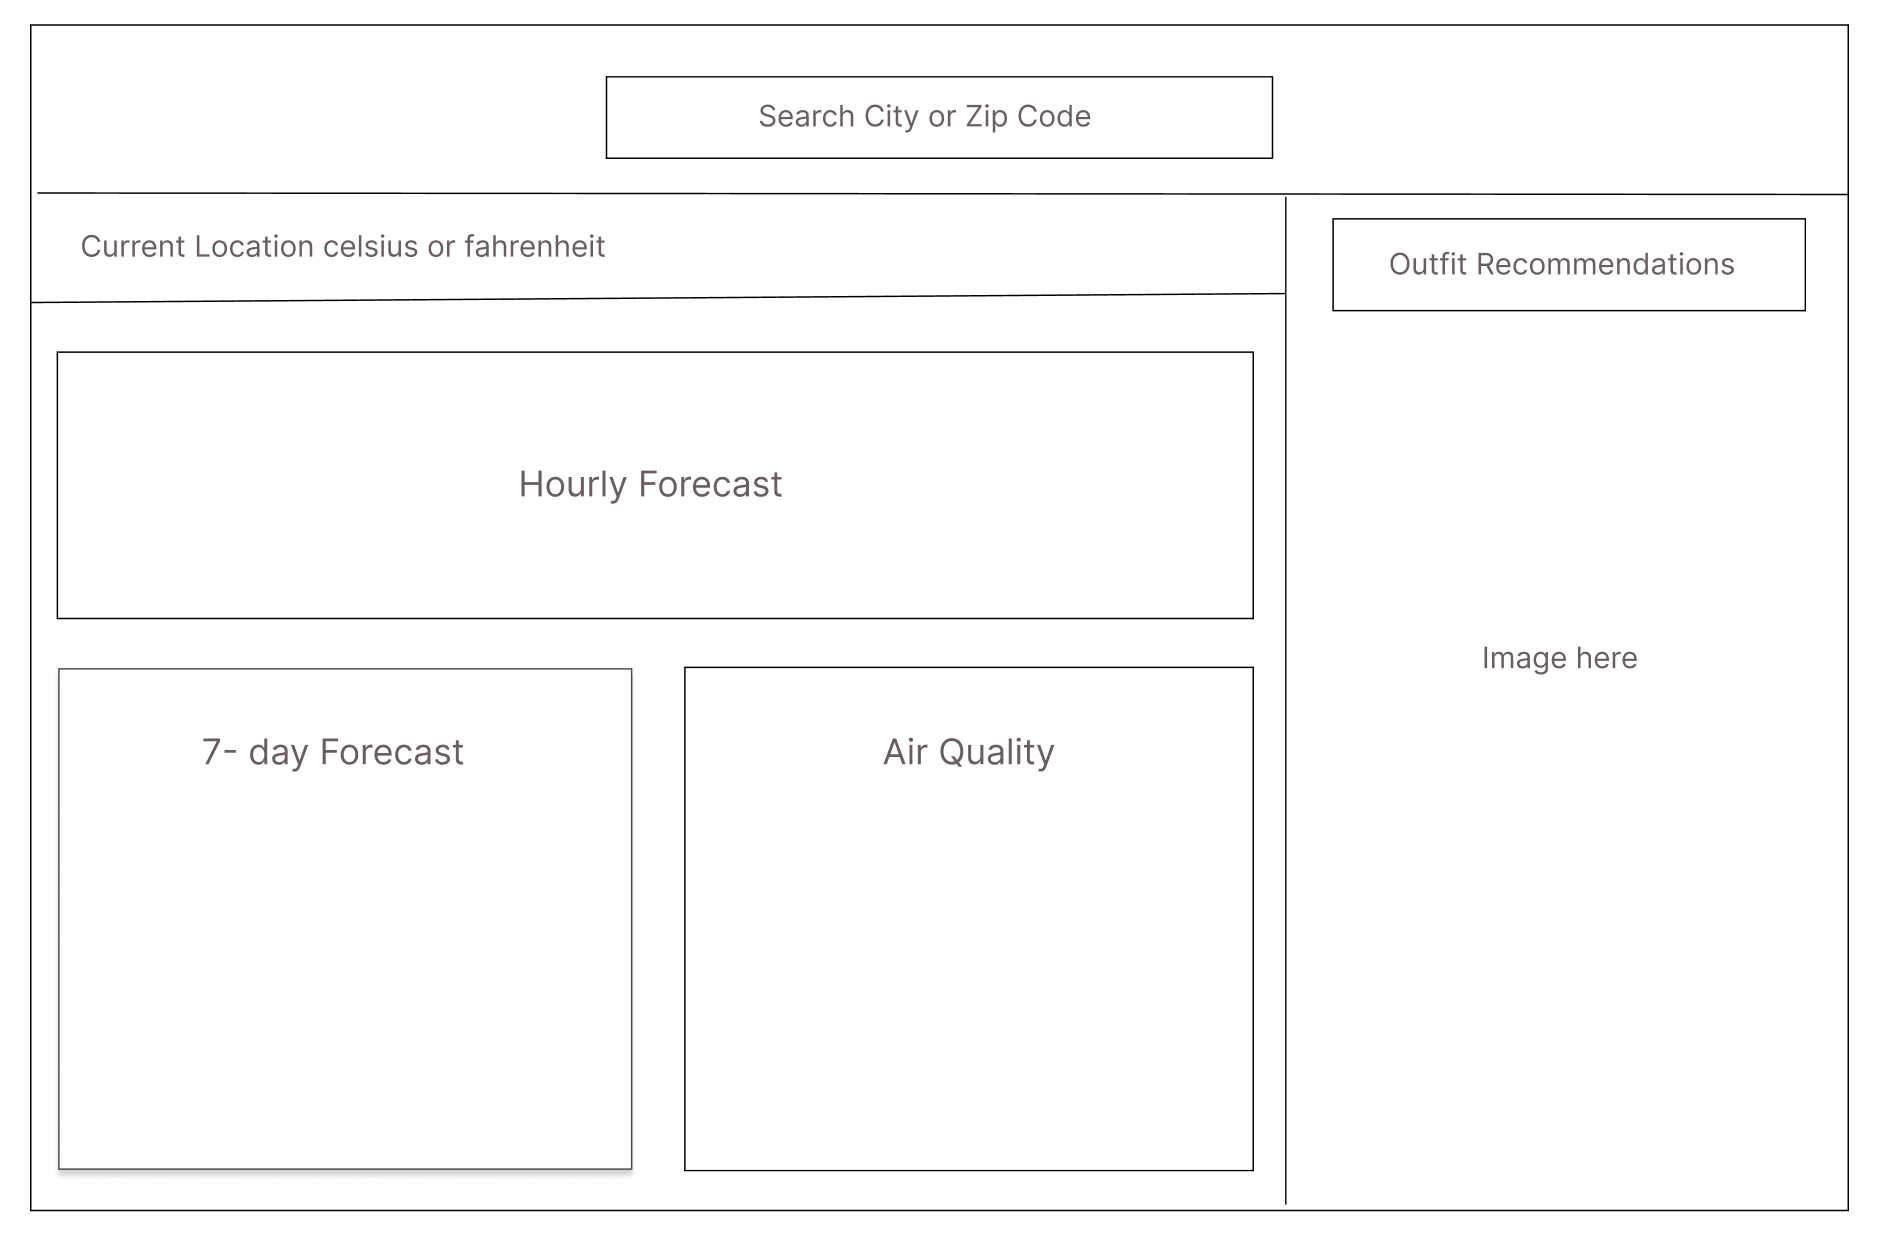 Search City or Zip Code
Current Location celsius or fahrenheit
Outfit Recommendations
Hourly Forecast
Image here
7- day Forecast
Air Quality